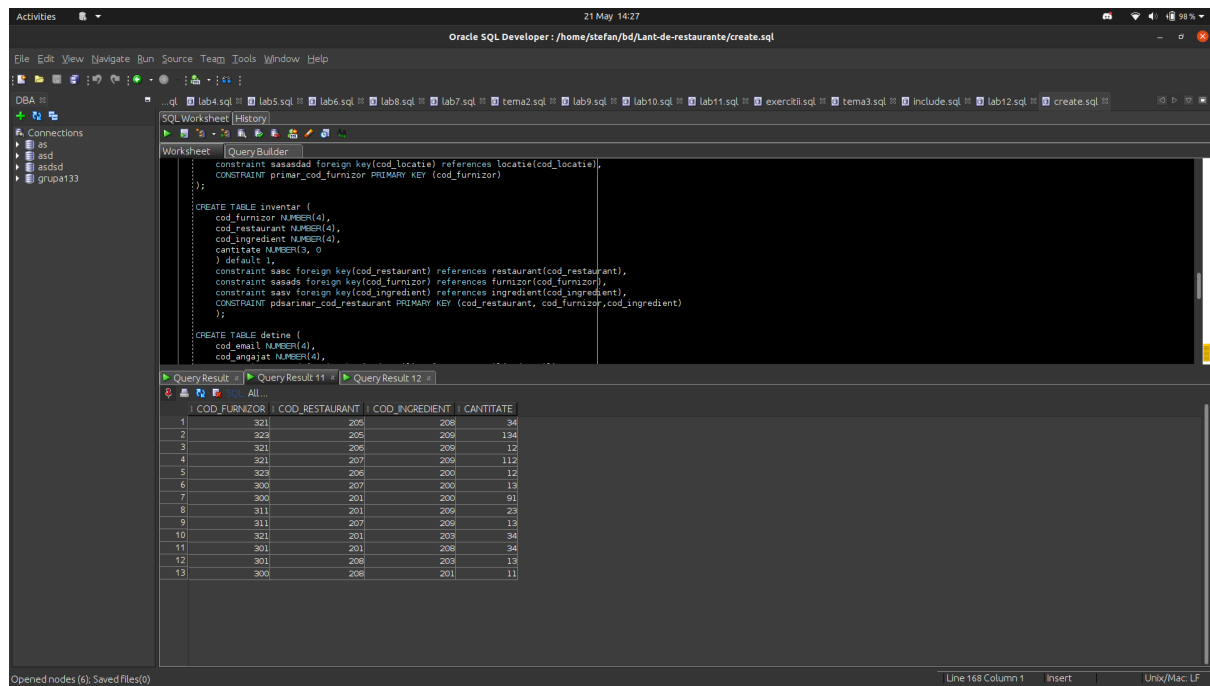 Activities
21 May 14:27
98 %
Oracle SQL Developer : /home/stefan/bd/Lant-de-restaurante/create.sql
File Edit View Navigate Run Source Team Tools Window Help
DBA
...ql lab4.sql lab5.sql lab6.sql lab8.sql lab7.sql tema2.sql lab9.sql lab10.sql lab11.sql exercitii.sql tema3.sql include.sql lab12.sql create.sql
SQL Worksheet History
Connections
as
asd
asdsd
grupa133
Worksheet Query Builder
constraint sasasdad foreign key(cod_locatie) references locatie(cod_locatie),
CONSTRAINT primar_cod_furnizor PRIMARY KEY (cod_furnizor)
);
CREATE TABLE inventar (
cod_furnizor NUMBER(4),
cod_restaurant NUMBER(4),
cod_ingredient NUMBER(4),
cantitate NUMBER(3, 0
) default 1,
constraint sasc foreign key(cod_restaurant) references restaurant(cod_restaurant),
constraint sasads foreign key(cod_furnizor) references furnizor(cod_furnizor),
constraint sasv foreign key(cod_ingredient) references ingredient(cod_ingredient),
CONSTRAINT pdsarimar_cod_restaurant PRIMARY KEY (cod_restaurant, cod_furnizor,cod_ingredient)
);
CREATE TABLE detine (
cod_email NUMBER(4),
cod_angajat NUMBER(4),
Query Result Query Result 11 Query Result 12
SQL All...
COD_FURNIZOR COD_RESTAURANT COD_INGREDIENT CANTITATE
1 321 205 208 34
2 323 205 209 134
3 321 206 209 12
4 321 207 209 112
5 323 206 200 12
6 300 207 200 13
7 300 201 200 91
8 311 201 209 23
9 311 207 209 13
10 321 201 203 34
11 301 201 208 34
12 301 208 203 13
13 300 208 201 11
Opened nodes (6); Saved files(0)
Line 168 Column 1 Insert Unix/Mac: LF